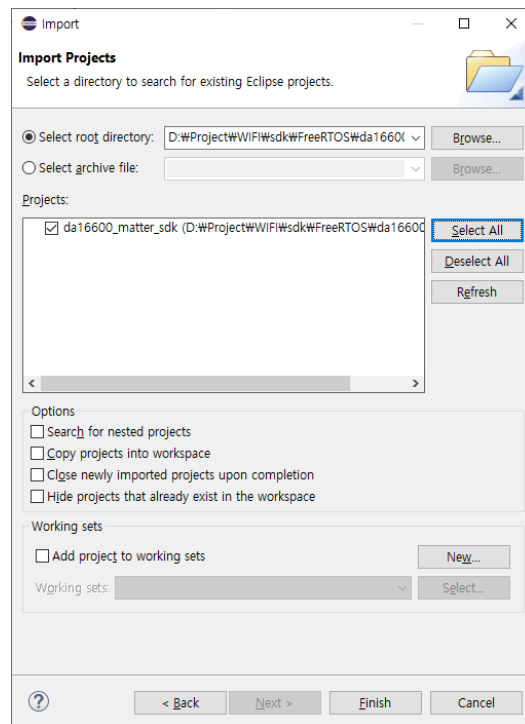 Import
Import Projects
Select a directory to search for existing Eclipse projects.
Select root directory: D:₩Project₩WIFI₩sdk₩FreeRTOS₩da1660( Browse...
Select archive file: Browse...
Projects:
da16600_matter_sdk (D:₩Project₩WIFI₩sdk₩FreeRTOS₩da16600 Select All
Deselect All
Refresh
Options
Search for nested projects
Copy projects into workspace
Close newly imported projects upon completion
Hide projects that already exist in the workspace
Working sets
Add project to working sets New...
Working sets: Select...
? < Back Next > Finish Cancel